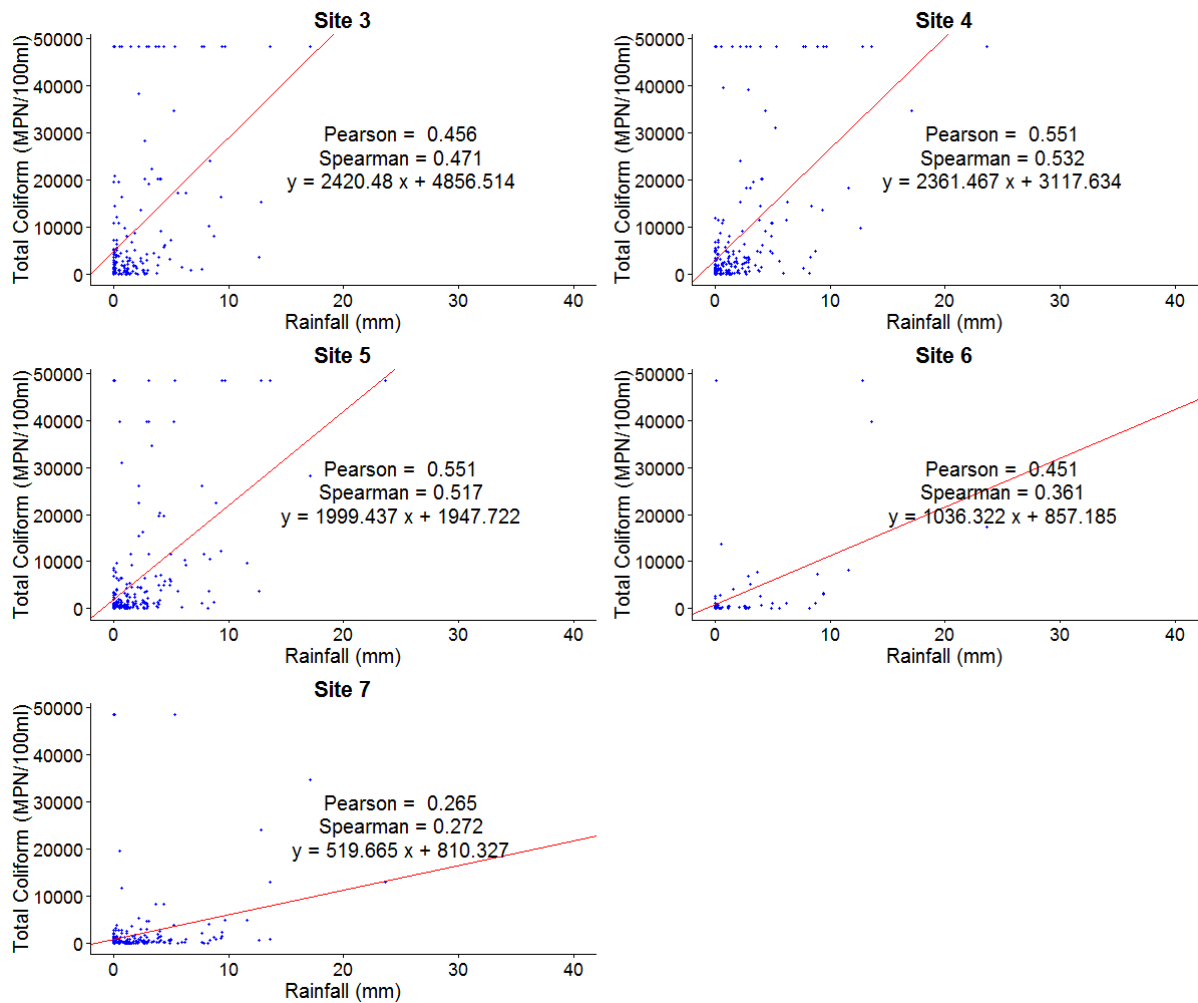 Site 3
Total Coliform (MPN/100ml)
50000
40000
30000
20000
10000
0
Pearson = 0.456
Spearman = 0.471
y = 2420.48 x + 4856.514
0 10 20 30 40
Rainfall (mm)
Site 4
Total Coliform (MPN/100ml)
50000
40000
30000
20000
10000
0
Pearson = 0.551
Spearman = 0.532
y = 2361.467 x + 3117.634
0 10 20 30 40
Rainfall (mm)
Site 5
Total Coliform (MPN/100ml)
50000
40000
30000
20000
10000
0
Pearson = 0.551
Spearman = 0.517
y = 1999.437 x + 1947.722
0 10 20 30 40
Rainfall (mm)
Site 6
Total Coliform (MPN/100ml)
50000
40000
30000
20000
10000
0
Pearson = 0.451
Spearman = 0.361
y = 1036.322 x + 857.185
0 10 20 30 40
Rainfall (mm)
Site 7
Total Coliform (MPN/100ml)
50000
40000
30000
20000
10000
0
Pearson = 0.265
Spearman = 0.272
y = 519.665 x + 810.327
0 10 20 30 40
Rainfall (mm)